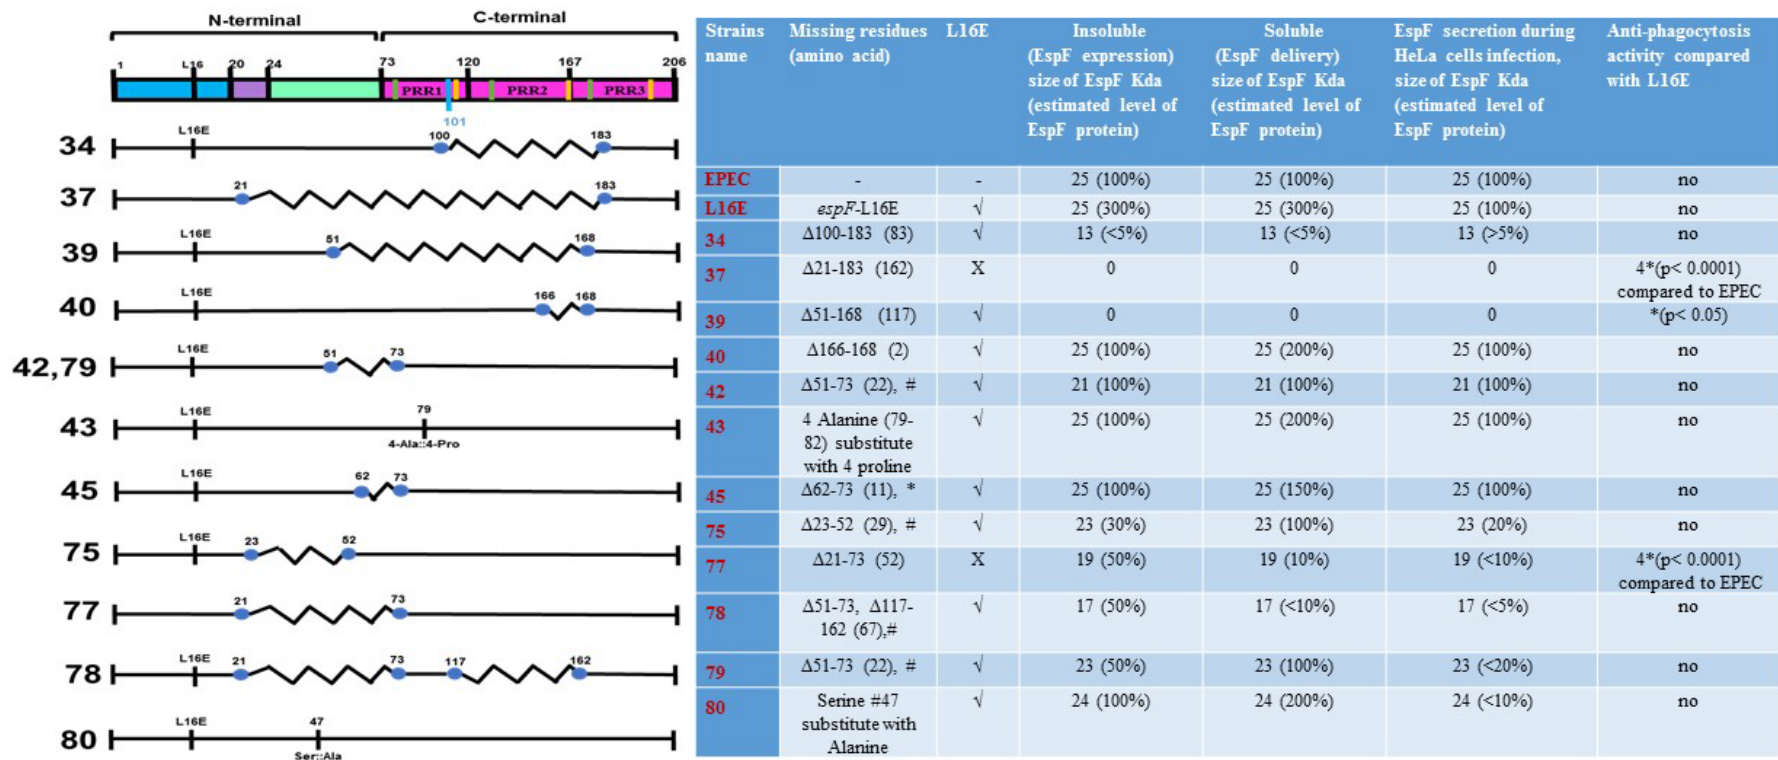 N-terminal
C-terminal
1 L16 20 24 73 120 167 206
PRR1 PRR2 PRR3
101
34 L16E 100 183
37 21 183
39 L16E 51 168
40 L16E 166 168
42,79 L16E 51 73
43 L16E 79
4-Ala::4-Pro
45 L16E 62 73
75 L16E 23 52
77 21 73
78 L16E 21 73 117 162
80 L16E 47
Ser::Ala
Strains Missing residues L16E Insoluble Soluble EspF secretion during Anti-phagocytosis
name (amino acid) (EspF expression) (EspF delivery) HeLa cells infection, activity compared
size of EspF Kda size of EspF Kda size of EspF Kda with L16E
(estimated level of (estimated level of (estimated level of
EspF protein) EspF protein) EspF protein)
EPEC - - 25 (100%) 25 (100%) 25 (100%) no
L16E espF-L16E √ 25 (300%) 25 (300%) 25 (100%) no
34 Δ100-183 (83) √ 13 (<5%) 13 (<5%) 13 (>5%) no
37 Δ21-183 (162) X 0 0 0 4*(p< 0.0001)
compared to EPEC
39 Δ51-168 (117) √ 0 0 0 *(p< 0.05)
40 Δ166-168 (2) √ 25 (100%) 25 (200%) 25 (100%) no
42 Δ51-73 (22), # √ 21 (100%) 21 (100%) 21 (100%) no
43 4 Alanine (79- √ 25 (100%) 25 (200%) 25 (100%) no
82) substitute
with 4 proline
45 Δ62-73 (11), * √ 25 (100%) 25 (150%) 25 (100%) no
75 Δ23-52 (29), # √ 23 (30%) 23 (100%) 23 (20%) no
77 Δ21-73 (52) X 19 (50%) 19 (10%) 19 (<10%) 4*(p< 0.0001)
compared to EPEC
78 Δ51-73, Δ117- √ 17 (50%) 17 (<10%) 17 (<5%) no
162 (67),#
79 Δ51-73 (22), # √ 23 (50%) 23 (100%) 23 (<20%) no
80 Serine #47 √ 24 (100%) 24 (200%) 24 (<10%) no
substitute with
Alanine